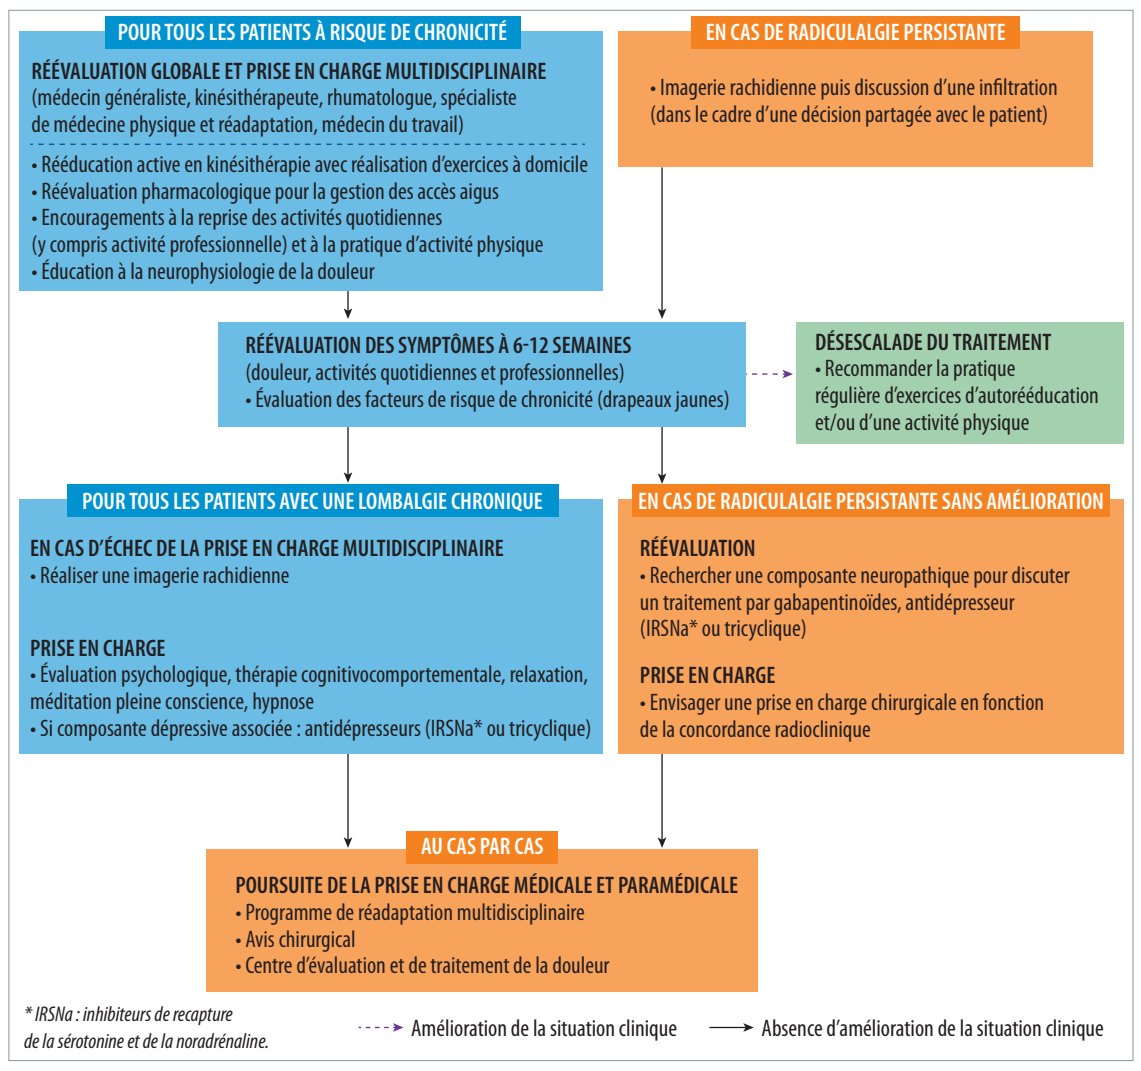 POUR TOUS LES PATIENTS À RISQUE DE CHRONICITÉ
RÉÉVALUATION GLOBALE ET PRISE EN CHARGE MULTIDISCIPLINAIRE
(médecin généraliste, kinésithérapeute, rhumatologue, spécialiste
de médecine physique et réadaptation, médecin du travail)
• Rééducation active en kinésithérapie avec réalisation d'exercices à domicile
• Réévaluation pharmacologique pour la gestion des accès aigus
• Encouragements à la reprise des activités quotidiennes
(y compris activité professionnelle) et à la pratique d'activité physique
• Éducation à la neurophysiologie de la douleur
EN CAS DE RADICULALGIE PERSISTANTE
• Imagerie rachidienne puis discussion d'une infiltration
(dans le cadre d'une décision partagée avec le patient)
RÉÉVALUATION DES SYMPTÔMES À 6-12 SEMAINES
(douleur, activités quotidiennes et professionnelles)
• Évaluation des facteurs de risque de chronicité (drapeaux jaunes)
DÉSESCALADE DU TRAITEMENT
• Recommander la pratique
régulière d'exercices d'autorééducation
et/ou d'une activité physique
POUR TOUS LES PATIENTS AVEC UNE LOMBALGIE CHRONIQUE
EN CAS D'ÉCHEC DE LA PRISE EN CHARGE MULTIDISCIPLINAIRE
• Réaliser une imagerie rachidienne
PRISE EN CHARGE
• Évaluation psychologique, thérapie cognitivocomportementale, relaxation,
méditation pleine conscience, hypnose
• Si composante dépressive associée : antidépresseurs (IRSNa* ou tricyclique)
EN CAS DE RADICULALGIE PERSISTANTE SANS AMÉLIORATION
RÉÉVALUATION
• Rechercher une composante neuropathique pour discuter
un traitement par gabapentinoïdes, antidépresseur
(IRSNa* ou tricyclique)
PRISE EN CHARGE
• Envisager une prise en charge chirurgicale en fonction
de la concordance radioclinique
AU CAS PAR CAS
POURSUITE DE LA PRISE EN CHARGE MÉDICALE ET PARAMÉDICALE
• Programme de réadaptation multidisciplinaire
• Avis chirurgical
• Centre d'évaluation et de traitement de la douleur
* IRSNa : inhibiteurs de recapture
de la sérotonine et de la noradrénaline.
Amélioration de la situation clinique
Absence d'amélioration de la situation clinique